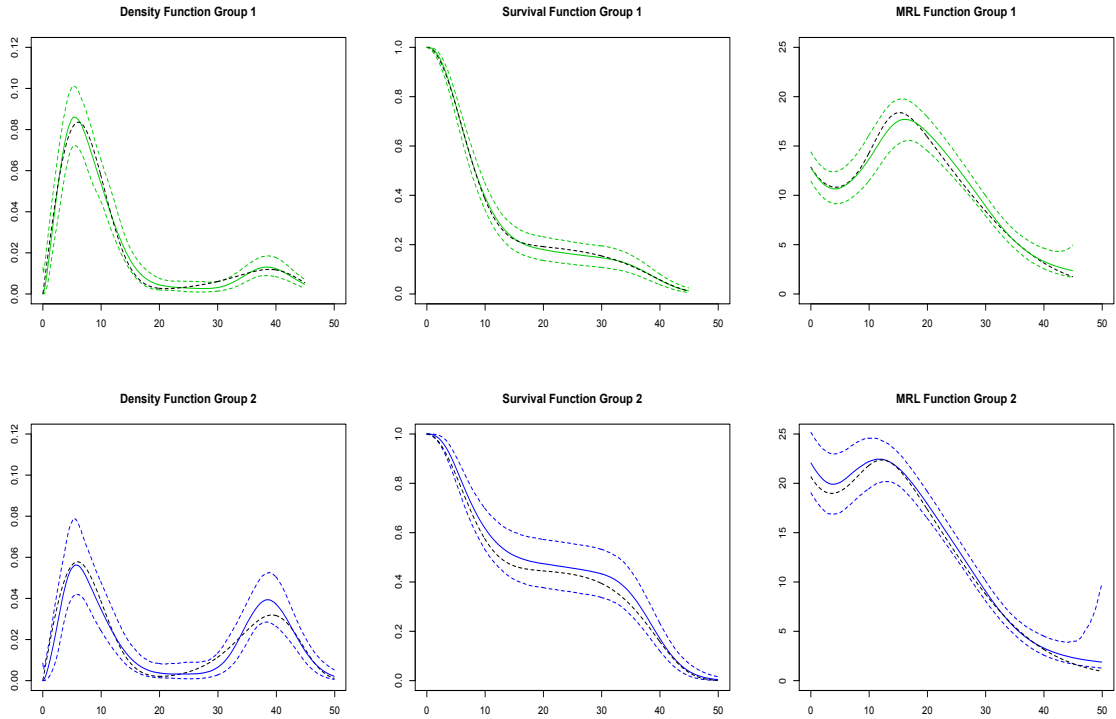 Density Function Group 1
0.00 0.02 0.04 0.06 0.08 0.10 0.12
0 10 20 30 40 50
Survival Function Group 1
0.0 0.2 0.4 0.6 0.8 1.0
0 10 20 30 40 50
MRL Function Group 1
0 5 10 15 20 25
0 10 20 30 40 50
Density Function Group 2
0.00 0.02 0.04 0.06 0.08 0.10 0.12
0 10 20 30 40 50
Survival Function Group 2
0.0 0.2 0.4 0.6 0.8 1.0
0 10 20 30 40 50
MRL Function Group 2
0 5 10 15 20 25
0 10 20 30 40 50